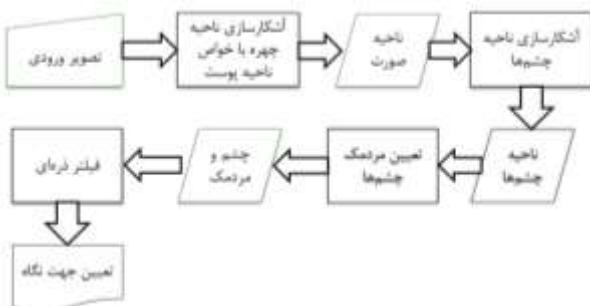 تصویر ورودی
آشکارسازی ناحیه
چهره با خواص
ناحیه پوست
ناحیه
صورت
آشکارسازی ناحیه
چشم‌ها
ناحیه
چشم‌ها
تعیین مردمک
چشم‌ها
چشم و
مردمک
فیلتر ذره‌ای
تعیین جهت نگاه